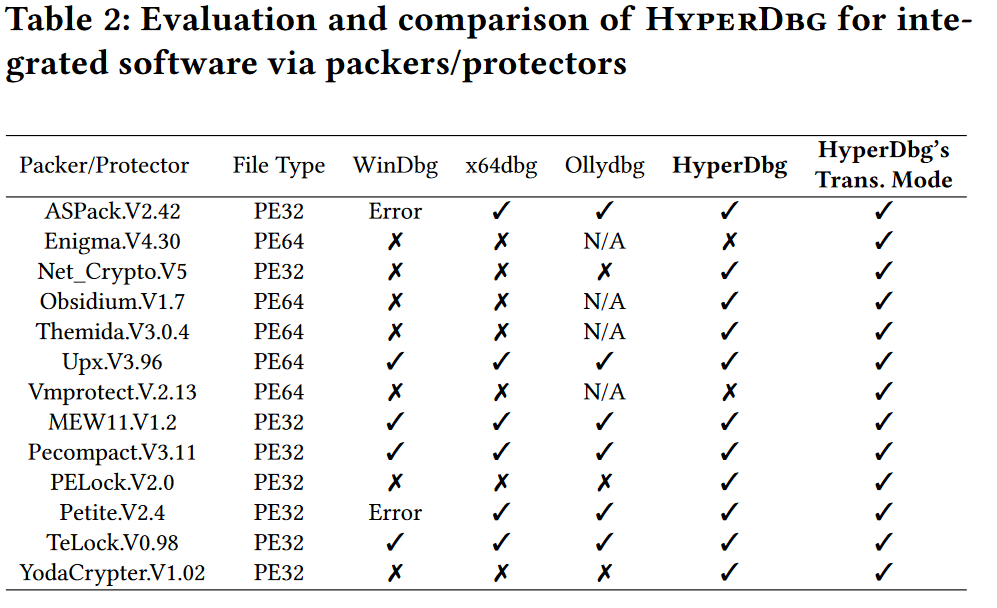 Table 2: Evaluation and comparison of HyperDbg for inte-
grated software via packers/protectors
Packer/Protector File Type WinDbg x64dbg Ollydbg HyperDbg HyperDbg's Trans. Mode
ASPack.V2.42 PE32 Error ✓ ✓ ✓ ✓
Enigma.V4.30 PE64 ✗ ✗ N/A ✗ ✓
Net_Crypto.V5 PE32 ✗ ✗ ✗ ✓ ✓
Obsidium.V1.7 PE64 ✗ ✗ N/A ✓ ✓
Themida.V3.0.4 PE64 ✗ ✗ N/A ✓ ✓
Upx.V3.96 PE64 ✓ ✓ ✓ ✓ ✓
Vmprotect.V.2.13 PE64 ✗ ✗ N/A ✗ ✓
MEW11.V1.2 PE32 ✓ ✓ ✓ ✓ ✓
Pecompact.V3.11 PE32 ✓ ✓ ✓ ✓ ✓
PELock.V2.0 PE32 ✗ ✗ ✗ ✓ ✓
Petite.V2.4 PE32 Error ✓ ✓ ✓ ✓
TeLock.V0.98 PE32 ✓ ✓ ✓ ✓ ✓
YodaCrypter.V1.02 PE32 ✗ ✗ ✗ ✓ ✓